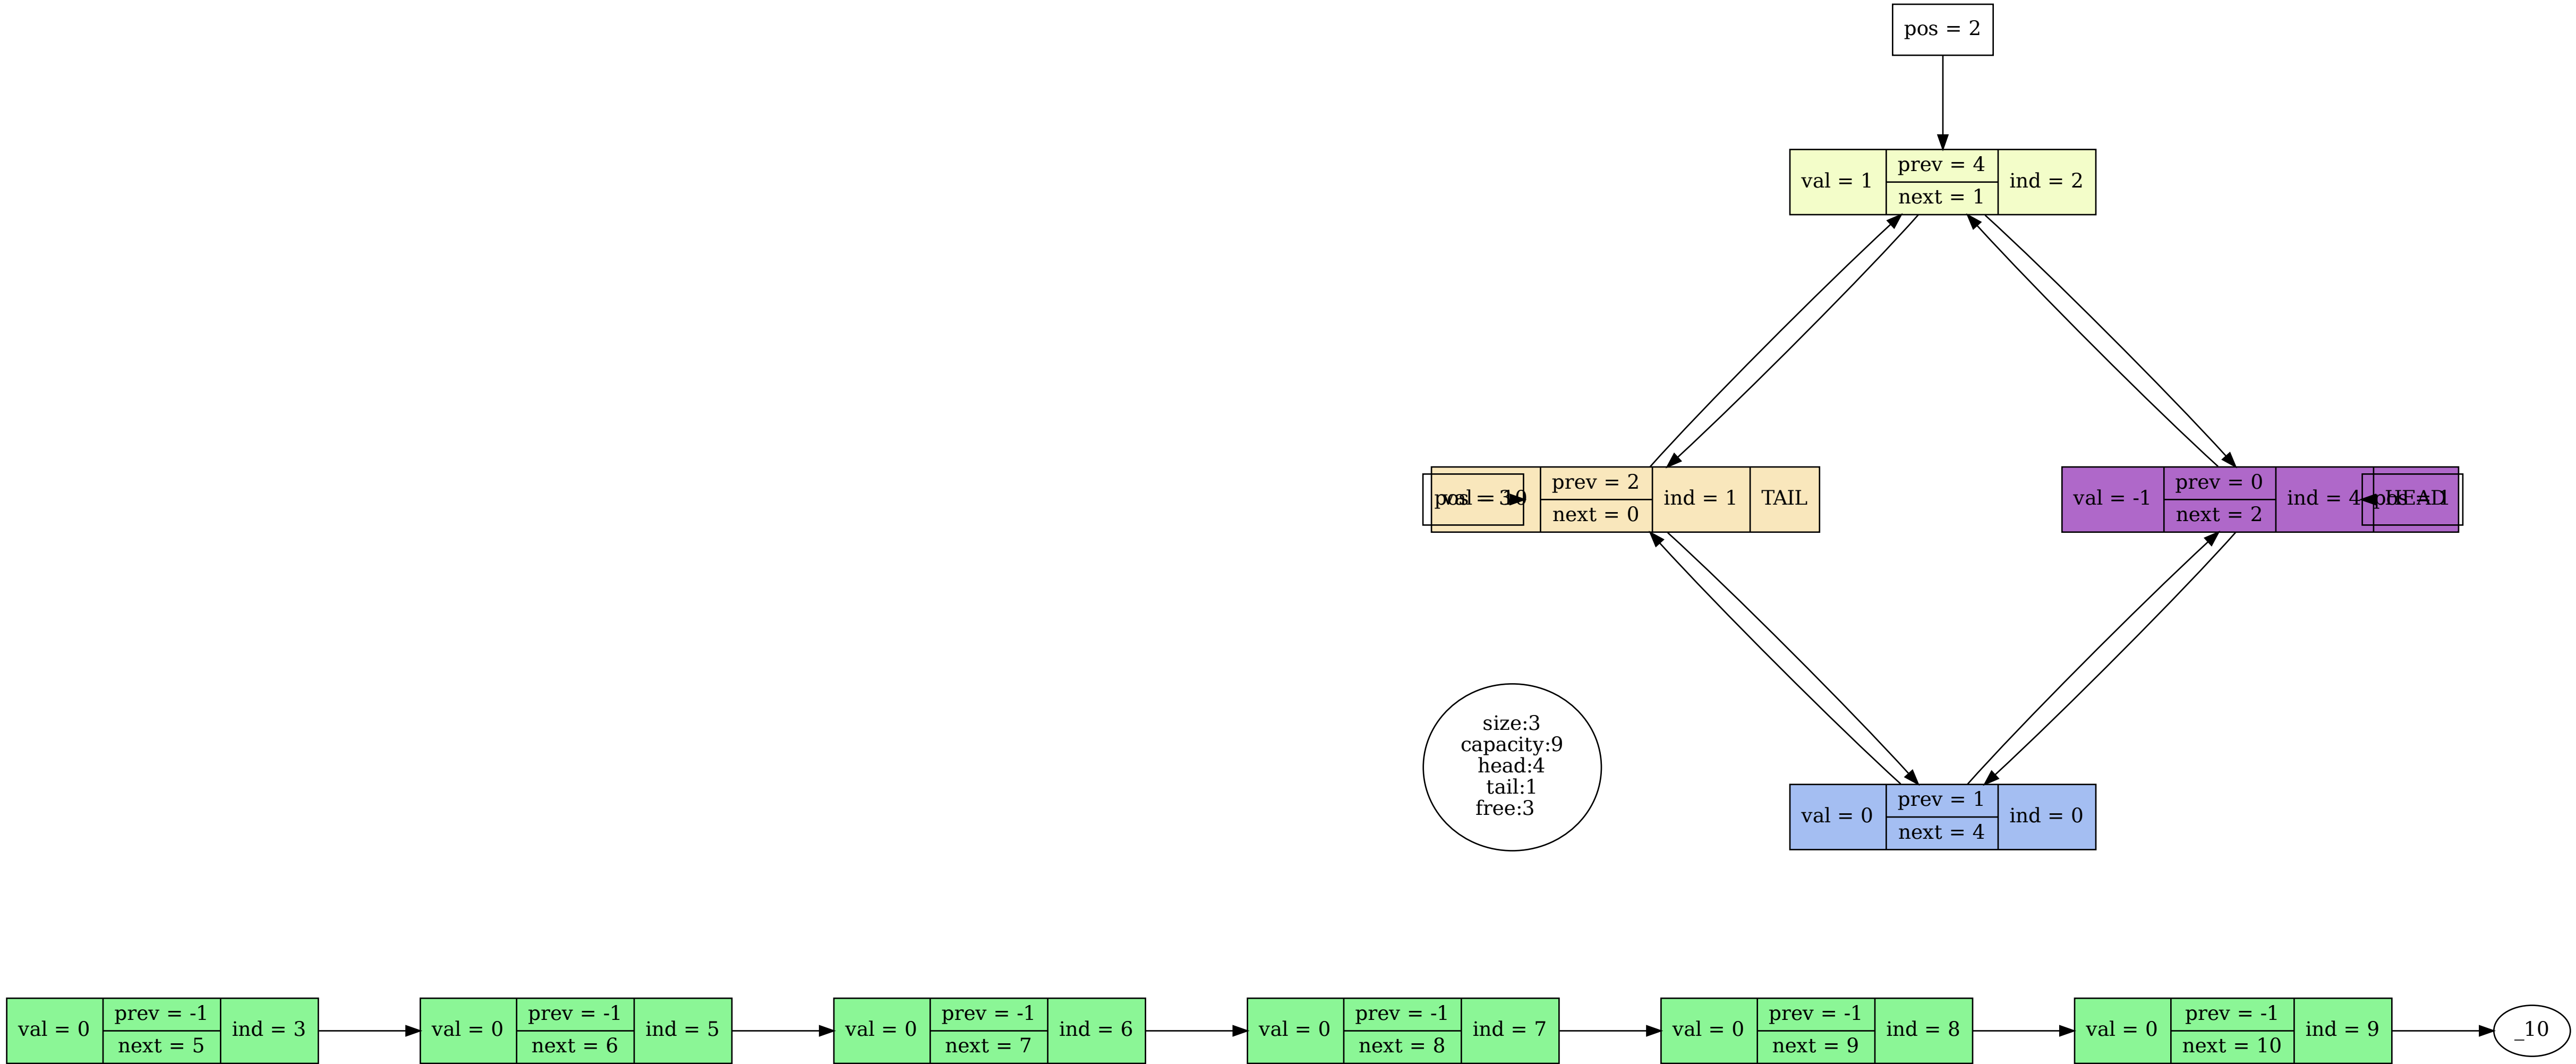 pos = 2
val = 1
prev = 4
next = 1
ind = 2
prev = 2
next = 0
ind = 1
TAIL
val = -1
prev = 0
next = 2
ind = 4
HEAD
size:3
capacity:9
head:4
tail:1
free:3
val = 0
prev = 1
next = 4
ind = 0
val = 0
prev = -1
next = 5
ind = 3
val = 0
prev = -1
next = 6
ind = 5
val = 0
prev = -1
next = 7
ind = 6
val = 0
prev = -1
next = 8
ind = 7
val = 0
prev = -1
next = 9
ind = 8
val = 0
prev = -1
next = 10
ind = 9
_10